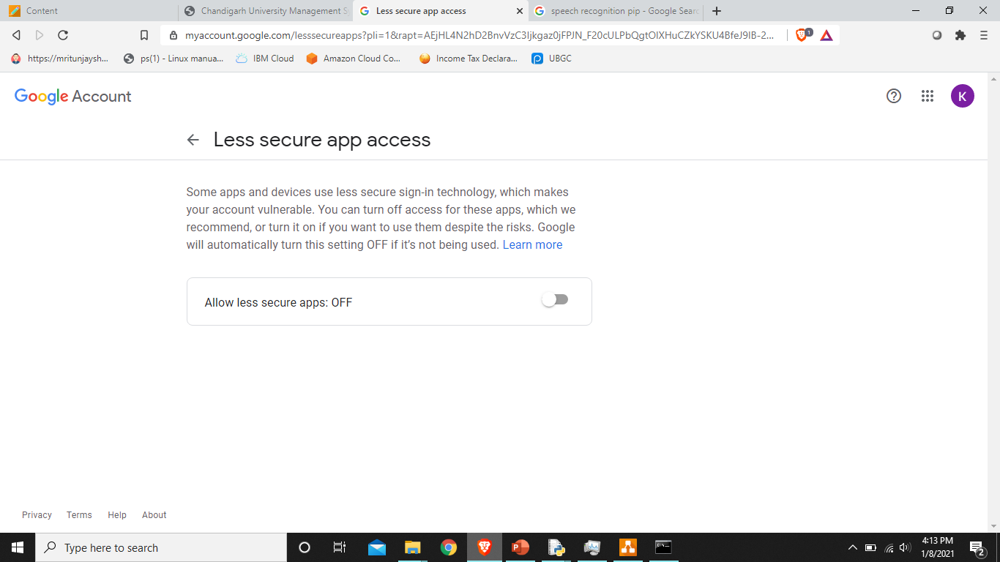 Content
Chandigarh University Management S
Less secure app access
speech recognition pip - Google Sear
myaccount.google.com/lesssecureapps?pli=1&rapt=AEjHL4N2hD2BnvVzC3Ijkgaz0jFPJN_F20cULPbQgtOIXHuCZkYSKU4BfeJ9IB-2...
1
https://mritunjaysh...
ps(1) - Linux manua...
IBM Cloud
Amazon Cloud Co...
Income Tax Declara...
UBGC
Google Account
K
Less secure app access
Some apps and devices use less secure sign-in technology, which makes
your account vulnerable. You can turn off access for these apps, which we
recommend, or turn it on if you want to use them despite the risks. Google
will automatically turn this setting OFF if it's not being used. Learn more
Allow less secure apps: OFF
Privacy
Terms
Help
About
Type here to search
4:13 PM
1/8/2021
2